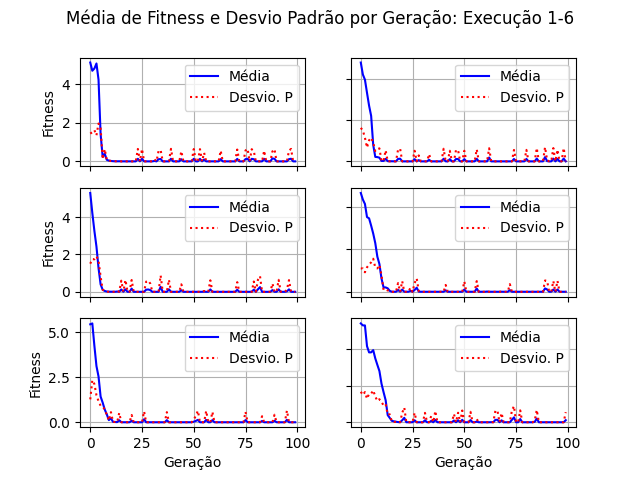 Média de Fitness e Desvio Padrão por Geração: Execução 1-6
Fitness
4
2
0
Média
Desvio. P
Média
Desvio. P
Fitness
4
2
0
Média
Desvio. P
Média
Desvio. P
Fitness
5.0
2.5
0.0
Média
Desvio. P
Média
Desvio. P
0 25 50 75 100
0 25 50 75 100
Geração
Geração